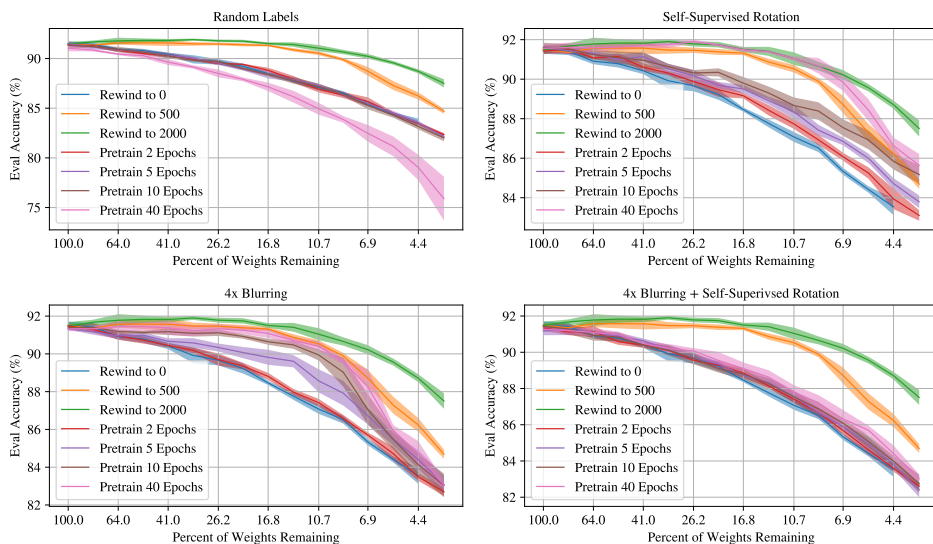 Random Labels
Eval Accuracy (%)
90
85
80
75
Rewind to 0
Rewind to 500
Rewind to 2000
Pretrain 2 Epochs
Pretrain 5 Epochs
Pretrain 10 Epochs
Pretrain 40 Epochs
100.0 64.0 41.0 26.2 16.8 10.7 6.9 4.4
Percent of Weights Remaining
Self-Supervised Rotation
Eval Accuracy (%)
92
90
88
86
84
Rewind to 0
Rewind to 500
Rewind to 2000
Pretrain 2 Epochs
Pretrain 5 Epochs
Pretrain 10 Epochs
Pretrain 40 Epochs
100.0 64.0 41.0 26.2 16.8 10.7 6.9 4.4
Percent of Weights Remaining
4x Blurring
Eval Accuracy (%)
92
90
88
86
84
82
Rewind to 0
Rewind to 500
Rewind to 2000
Pretrain 2 Epochs
Pretrain 5 Epochs
Pretrain 10 Epochs
Pretrain 40 Epochs
100.0 64.0 41.0 26.2 16.8 10.7 6.9 4.4
Percent of Weights Remaining
4x Blurring + Self-Superivsed Rotation
Eval Accuracy (%)
92
90
88
86
84
82
Rewind to 0
Rewind to 500
Rewind to 2000
Pretrain 2 Epochs
Pretrain 5 Epochs
Pretrain 10 Epochs
Pretrain 40 Epochs
100.0 64.0 41.0 26.2 16.8 10.7 6.9 4.4
Percent of Weights Remaining